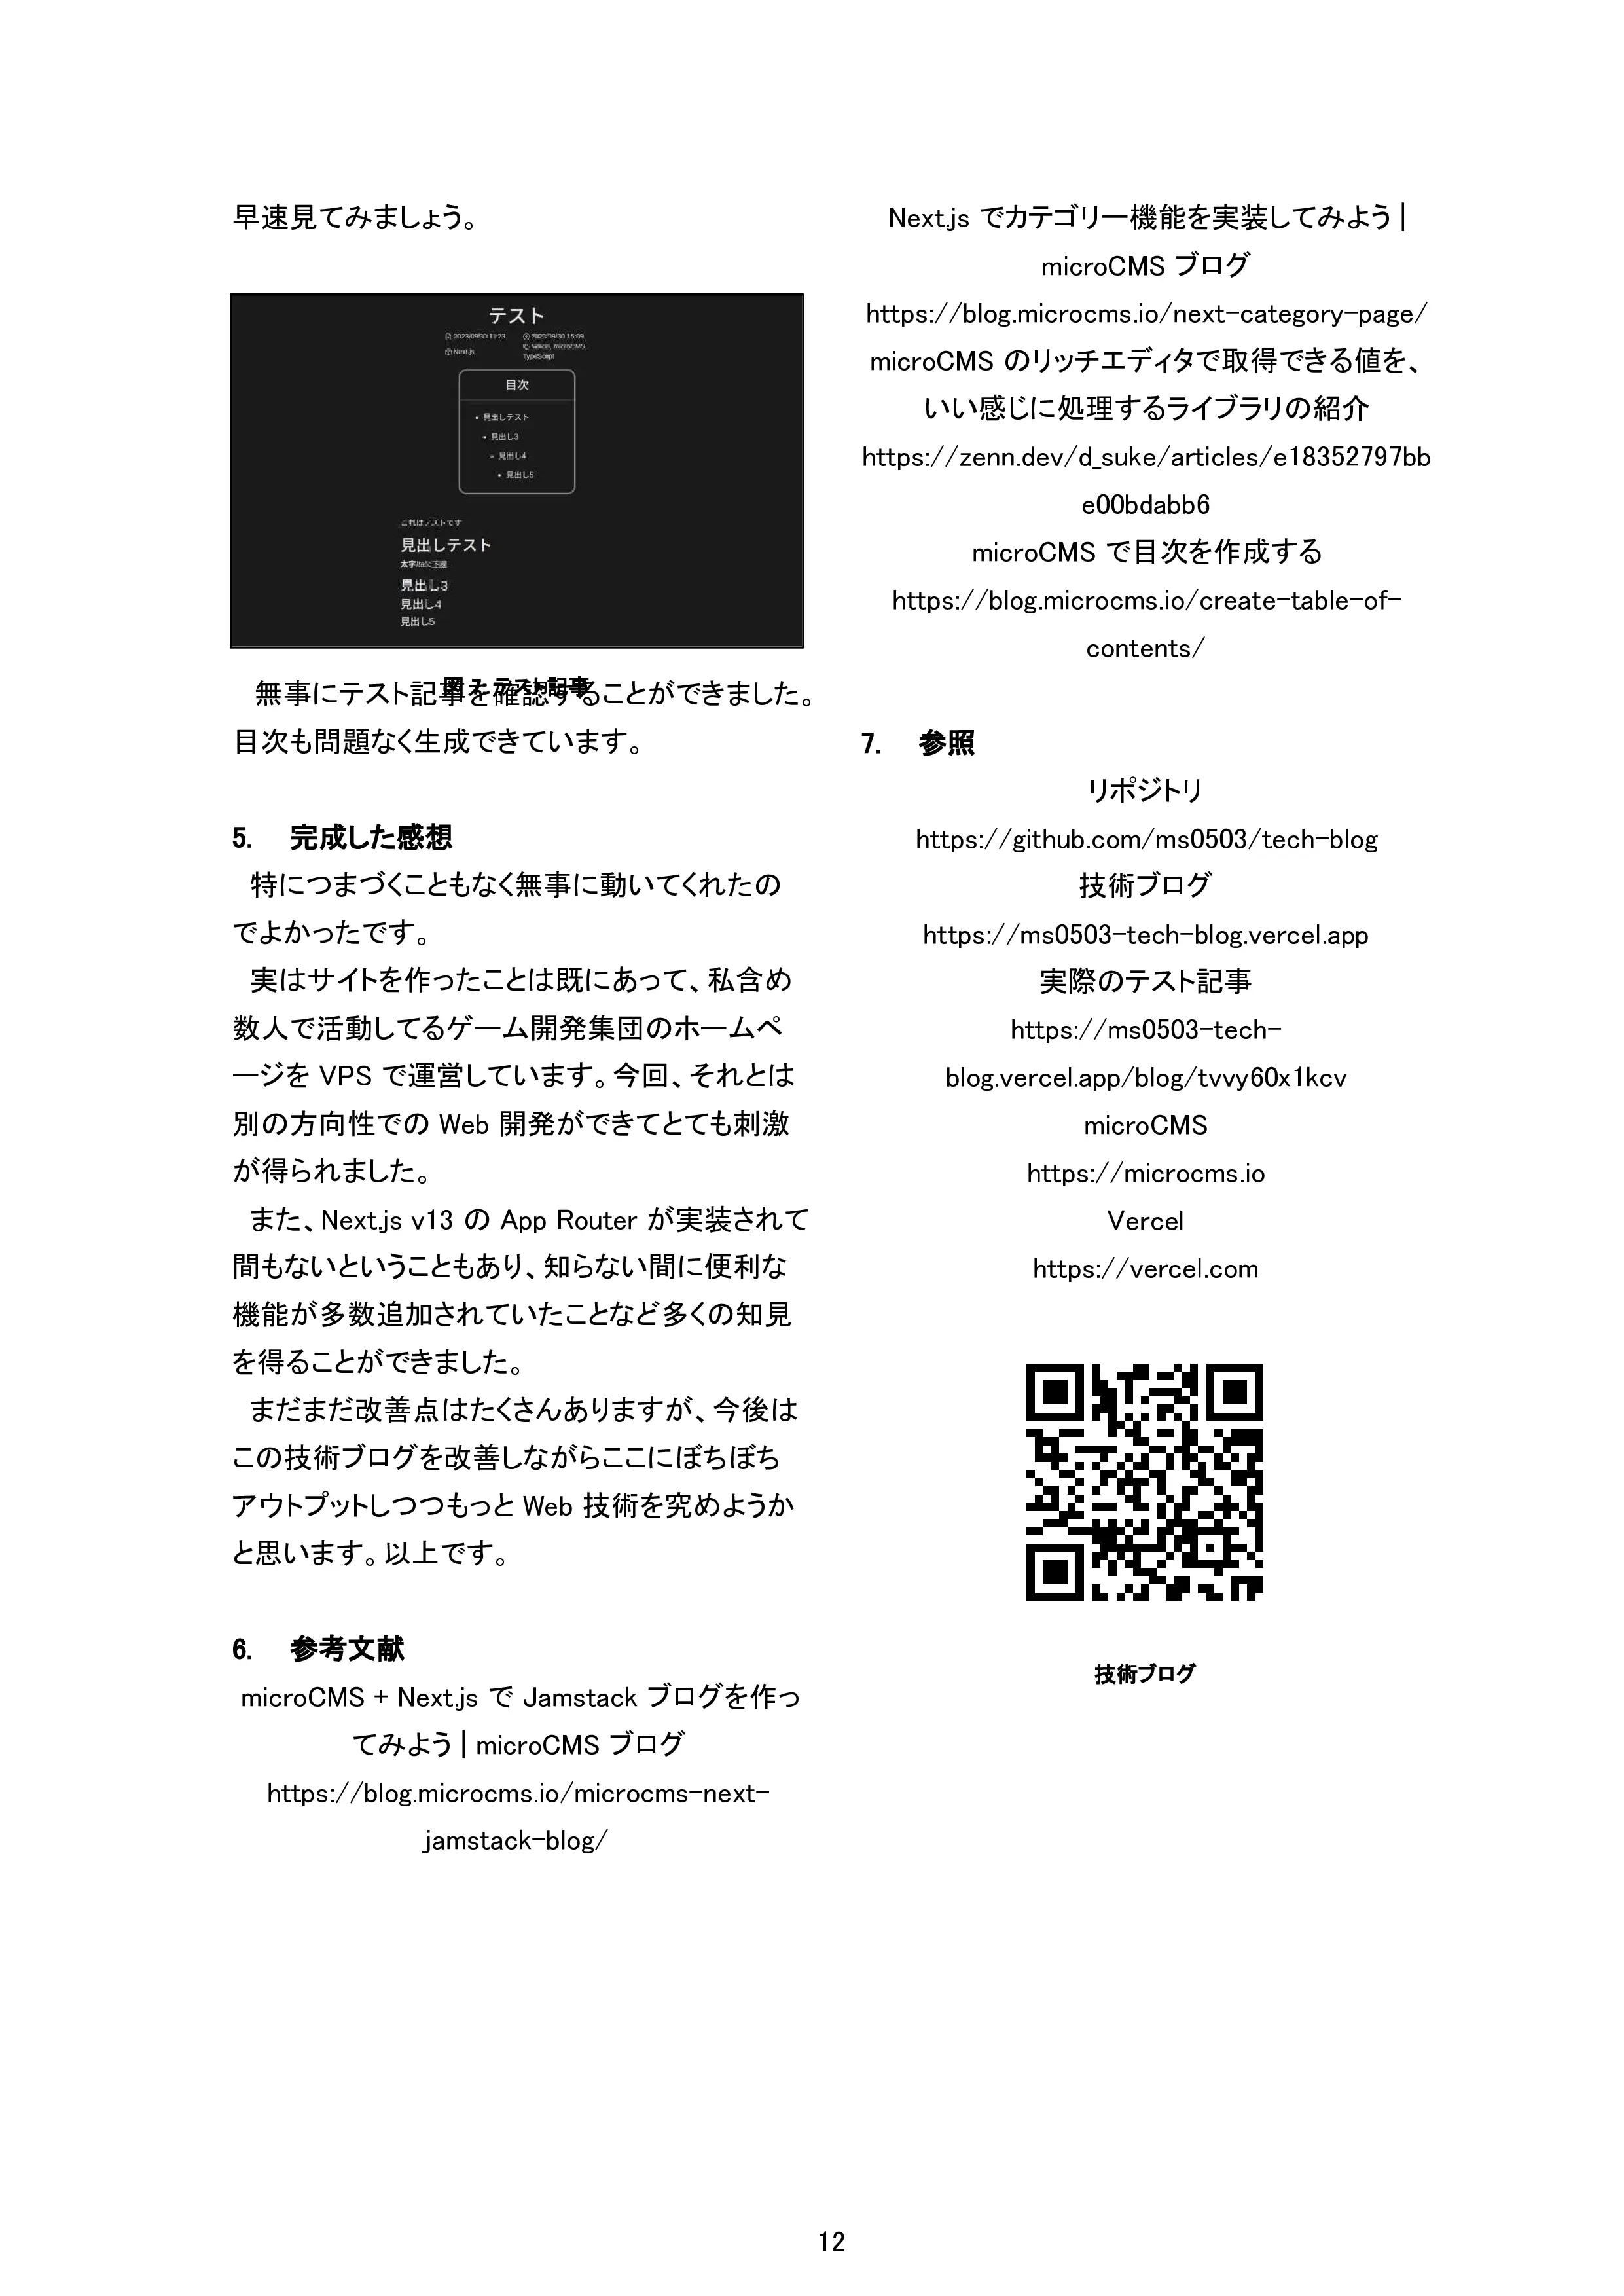 早速見てみましょう。
テスト
2023/09/30 11:23
2023/09/30 15:09
Next.js
Vercel, microCMS,
TypeScript
目次
• 見出しテスト
• 見出し3
• 見出し4
• 見出し5
これはテストです
見出しテスト
太字italic下線
見出し3
見出し4
見出し5
図 7 テスト記事
無事にテスト記事を確認することができました。
目次も問題なく生成できています。
5. 完成した感想
特につまづくこともなく無事に動いてくれたの
でよかったです。
実はサイトを作ったことは既にあって、私含め
数人で活動してるゲーム開発集団のホームペ
ージを VPS で運営しています。今回、それとは
別の方向性での Web 開発ができてとても刺激
が得られました。
また、Next.js v13 の App Router が実装されて
間もないということもあり、知らない間に便利な
機能が多数追加されていたことなど多くの知見
を得ることができました。
まだまだ改善点はたくさんありますが、今後は
この技術ブログを改善しながらここにぼちぼち
アウトプットしつつもっと Web 技術を究めようか
と思います。以上です。
6. 参考文献
microCMS + Next.js で Jamstack ブログを作っ
てみよう | microCMS ブログ
https://blog.microcms.io/microcms-next-
jamstack-blog/
Next.js でカテゴリー機能を実装してみよう |
microCMS ブログ
https://blog.microcms.io/next-category-page/
microCMS のリッチエディタで取得できる値を、
いい感じに処理するライブラリの紹介
https://zenn.dev/d_suke/articles/e18352797bb
e00bdabb6
microCMS で目次を作成する
https://blog.microcms.io/create-table-of-
contents/
7. 参照
リポジトリ
https://github.com/ms0503/tech-blog
技術ブログ
https://ms0503-tech-blog.vercel.app
実際のテスト記事
https://ms0503-tech-
blog.vercel.app/blog/tvvy60x1kcv
microCMS
https://microcms.io
Vercel
https://vercel.com
技術ブログ
12